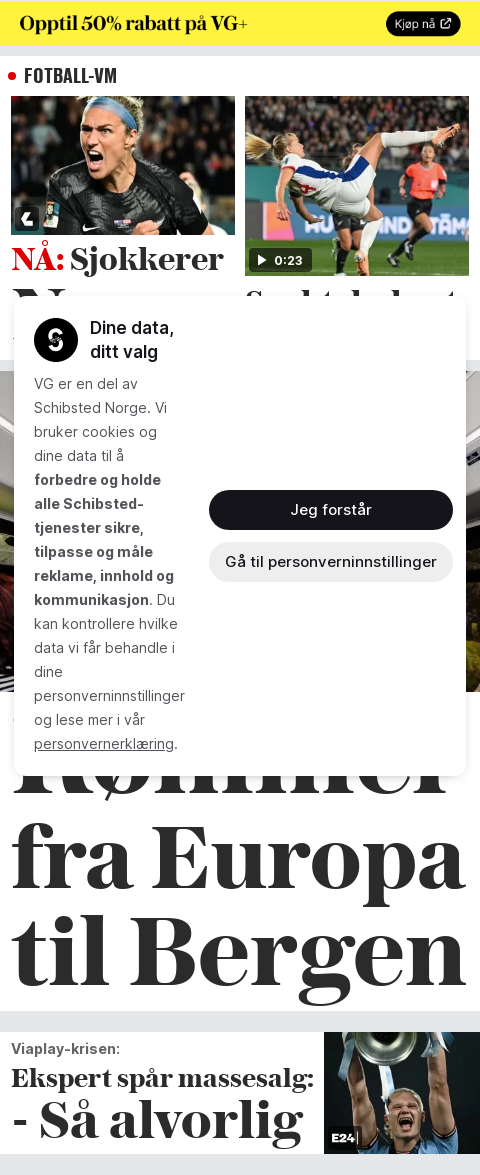 Opptil 50% rabatt på VG+
Kjøp nå
FOTBALL-VM
0:23
NÅ: Sjokkerer
Dine data,
ditt valg
VG er en del av
Schibsted Norge. Vi
bruker cookies og
dine data til å
forbedre og holde
alle Schibsted-
tjenester sikre,
tilpasse og måle
reklame, innhold og
kommunikasjon. Du
kan kontrollere hvilke
data vi får behandle i
dine
personverninnstillinger
og lese mer i vår
personvernerklæring.
Jeg forstår
Gå til personverninnstillinger
Rømmer
fra Europa
til Bergen
Viaplay-krisen:
Ekspert spår massesalg:
- Så alvorlig
E24